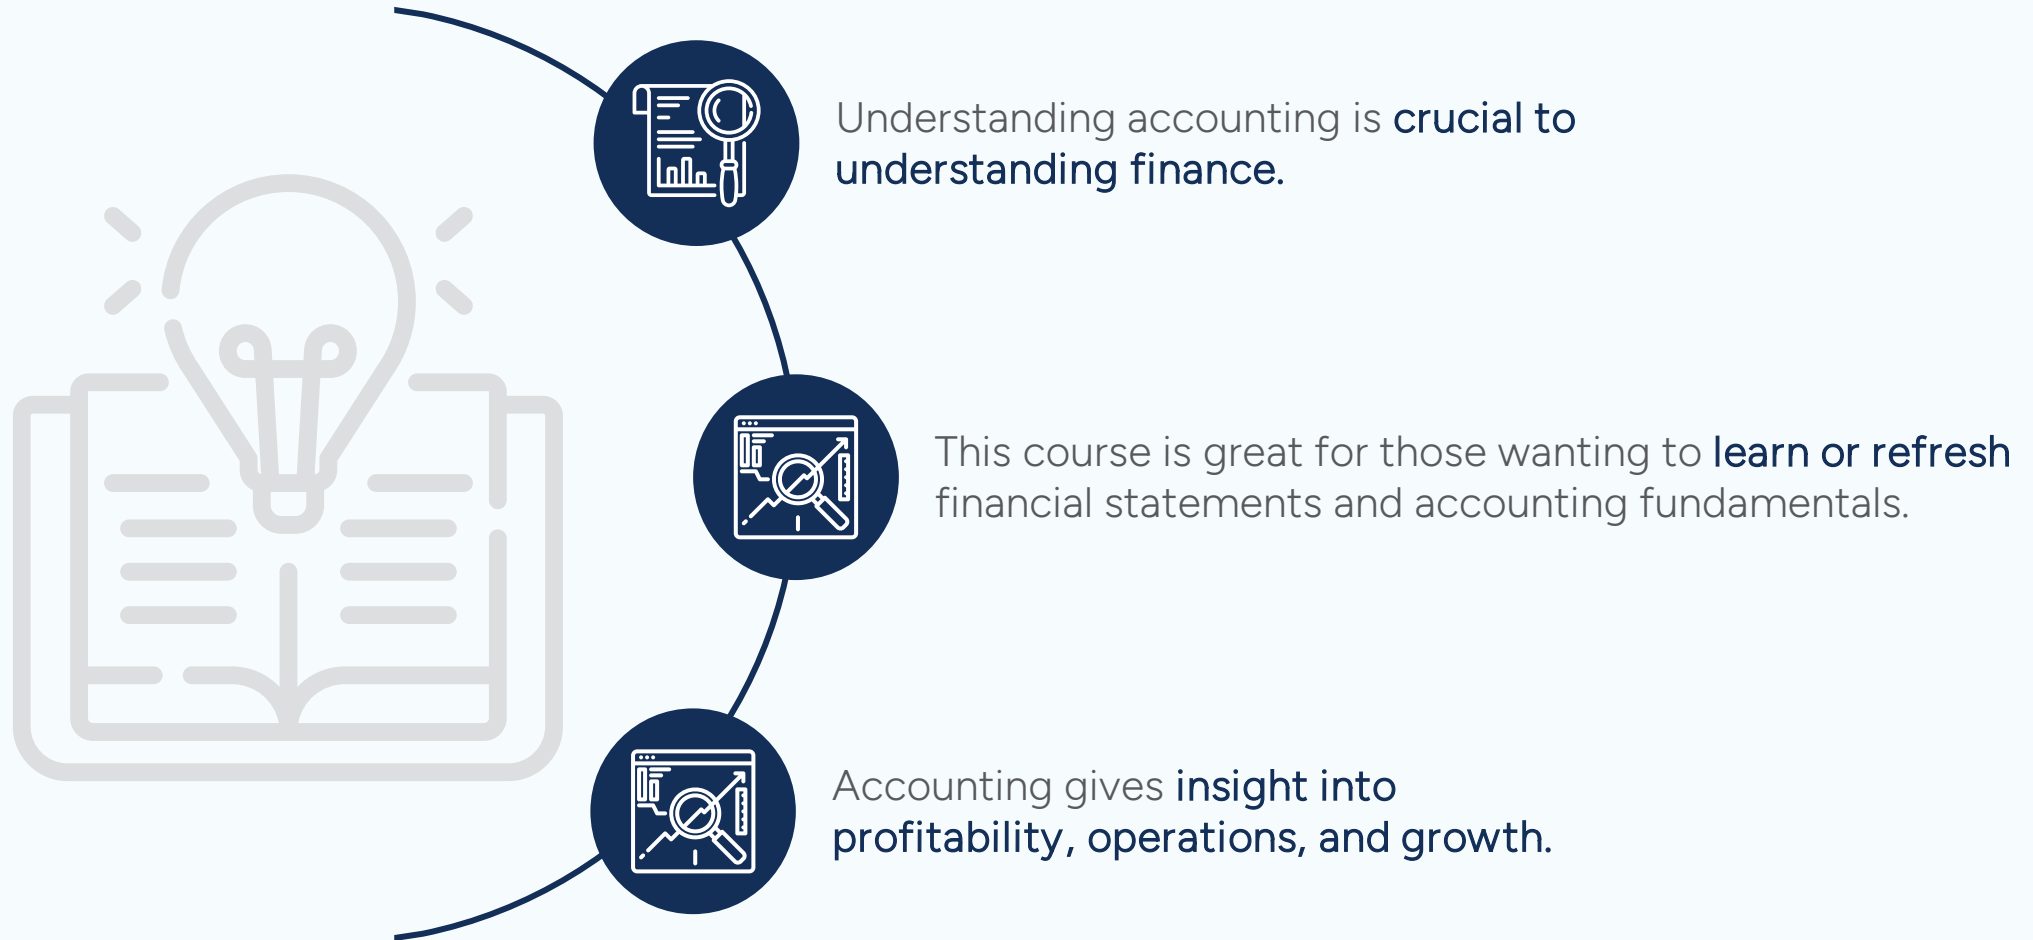 Understanding accounting is crucial to
understanding finance.
This course is great for those wanting to learn or refresh
financial statements and accounting fundamentals.
Accounting gives insight into
profitability, operations, and growth.